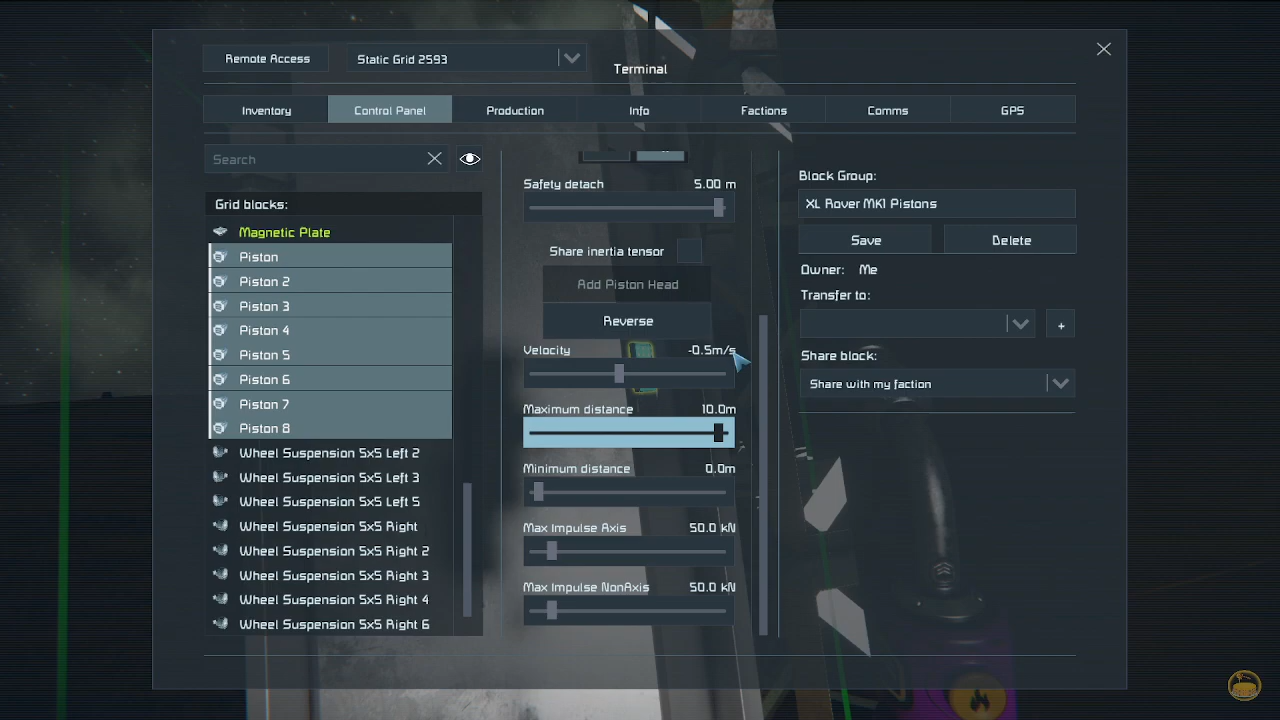 Remote Access
Static Grid 2593
Terminal
Inventory
Control Panel
Production
Info
Factions
Comms
GPS
Search
Grid blocks:
Magnetic Plate
Piston
Piston 2
Piston 3
Piston 4
Piston 5
Piston 6
Piston 7
Piston 8
Wheel Suspension 5x5 Left 2
Wheel Suspension 5x5 Left 3
Wheel Suspension 5x5 Left 5
Wheel Suspension 5x5 Right
Wheel Suspension 5x5 Right 2
Wheel Suspension 5x5 Right 3
Wheel Suspension 5x5 Right 4
Wheel Suspension 5x5 Right 6
Safety detach 5.00 m
Share inertia tensor
Add Piston Head
Reverse
Velocity -0.5m/s
Maximum distance 10.0m
Minimum distance 0.0m
Max Impulse Axis 50.0 kN
Max Impulse NonAxis 50.0 kN
Block Group:
XL Rover MK1 Pistons
Save
Delete
Owner: Me
Transfer to:
+
Share block:
Share with my faction